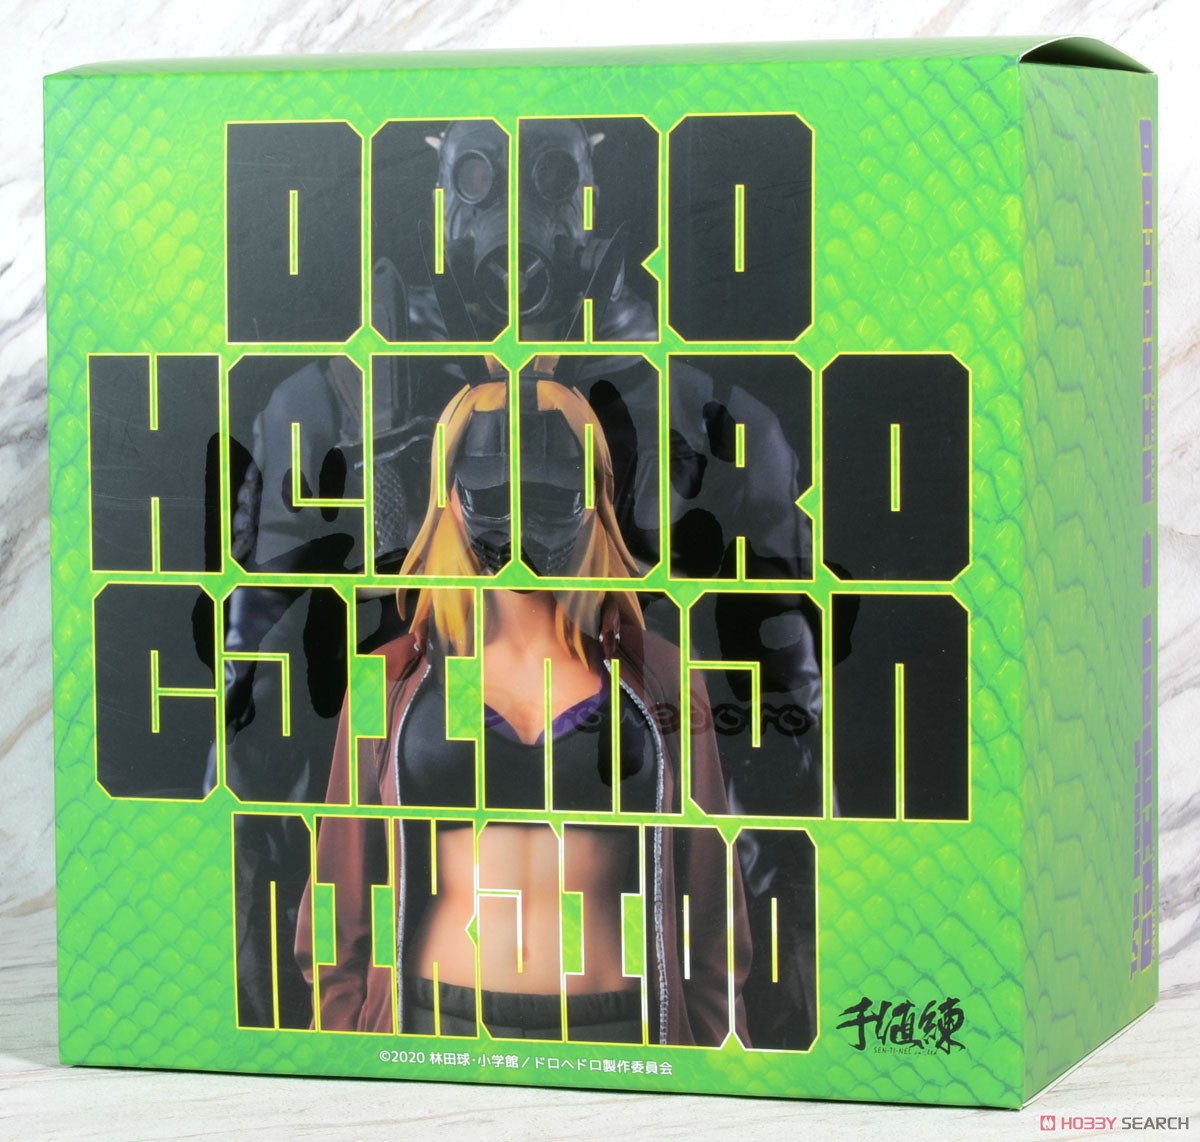 DORO
HEDORO
CAIMAN
NIKAIDO
千値練
SEN-TI-NEL
©2020 林田球・小学館／ドロヘドロ製作委員会
HOBBY SEARCH